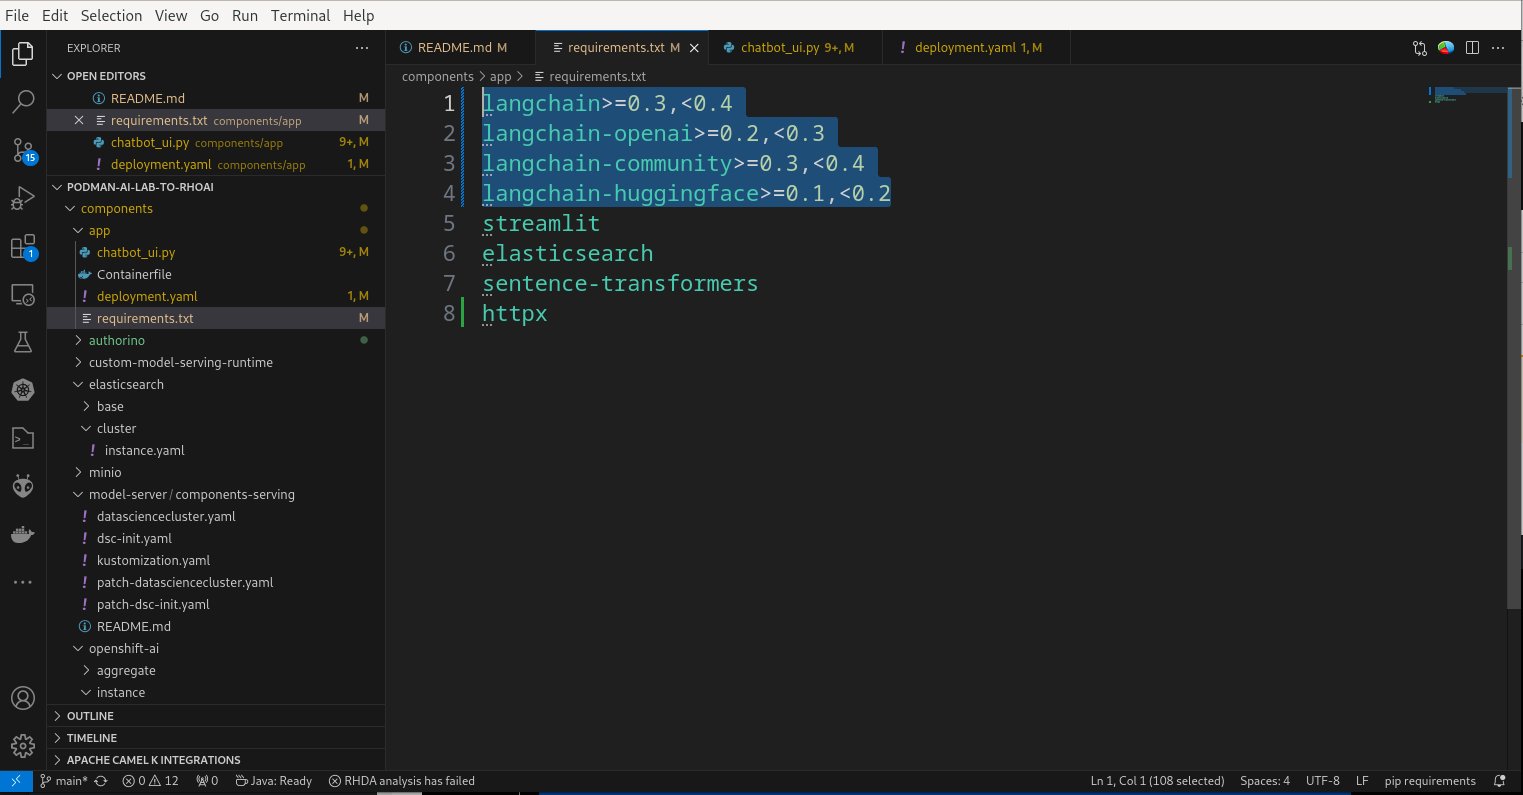 File Edit Selection View Go Run Terminal Help
EXPLORER ···
README.md M
requirements.txt M
chatbot_ui.py 9+, M
! deployment.yaml 1, M
components > app > requirements.txt
OPEN EDITORS
README.md M
requirements.txt components/app M
chatbot_ui.py components/app 9+, M
! deployment.yaml components/app 1, M
PODMAN-AI-LAB-TO-RHOAI
components
app
chatbot_ui.py 9+, M
Containerfile
! deployment.yaml 1, M
requirements.txt M
authorino
custom-model-serving-runtime
elasticsearch
base
cluster
! instance.yaml
minio
model-server / components-serving
! datasciencecluster.yaml
! dsc-init.yaml
! kustomization.yaml
! patch-datasciencecluster.yaml
! patch-dsc-init.yaml
README.md
openshift-ai
aggregate
instance
OUTLINE
TIMELINE
APACHE CAMEL K INTEGRATIONS
15
1
1 langchain>=0.3,<0.4
2 langchain-openai>=0.2,<0.3
3 langchain-community>=0.3,<0.4
4 langchain-huggingface>=0.1,<0.2
5 streamlit
6 elasticsearch
7 sentence-transformers
8 httpx
main* 0 12 0 Java: Ready RHDA analysis has failed
Ln 1, Col 1 (108 selected) Spaces: 4 UTF-8 LF pip requirements